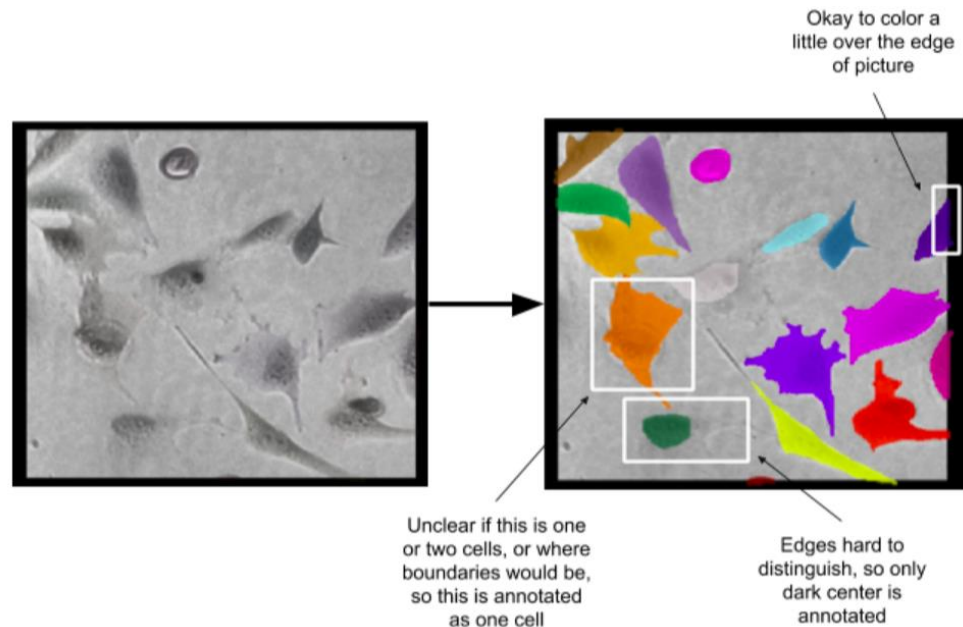 Okay to color a
little over the edge
of picture
Unclear if this is one
or two cells, or where
boundaries would be,
so this is annotated
as one cell
Edges hard to
distinguish, so only
dark center is
annotated